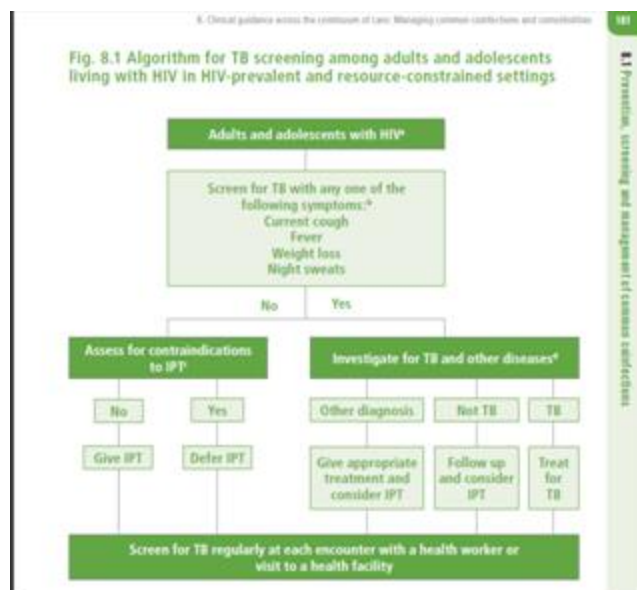 8. Clinical guidance across the continuum of care: Managing common coinfections and comorbidities
181
8.1 Prevention, screening and management of common coinfections
Fig. 8.1 Algorithm for TB screening among adults and adolescents
living with HIV in HIV-prevalent and resource-constrained settings
Adults and adolescents with HIVᵃ
Screen for TB with any one of the
following symptoms:ᵇ
Current cough
Fever
Weight loss
Night sweats
No
Yes
Assess for contraindications
to IPTᶜ
Investigate for TB and other diseasesᵈ
No
Yes
Other diagnosis
Not TB
TB
Give IPT
Defer IPT
Give appropriate
treatment and
consider IPT
Follow up
and consider
IPT
Treat
for
TB
Screen for TB regularly at each encounter with a health worker or
visit to a health facility